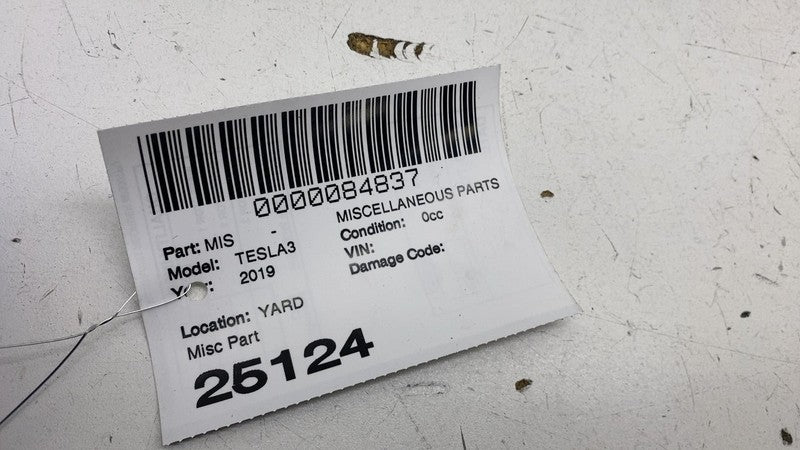 0000084837
Part: MIS - MISCELLANEOUS PARTS
Model: TESLA3 Condition: 0cc
2019 VIN:
Damage Code:
Location: YARD
Misc Part
25124